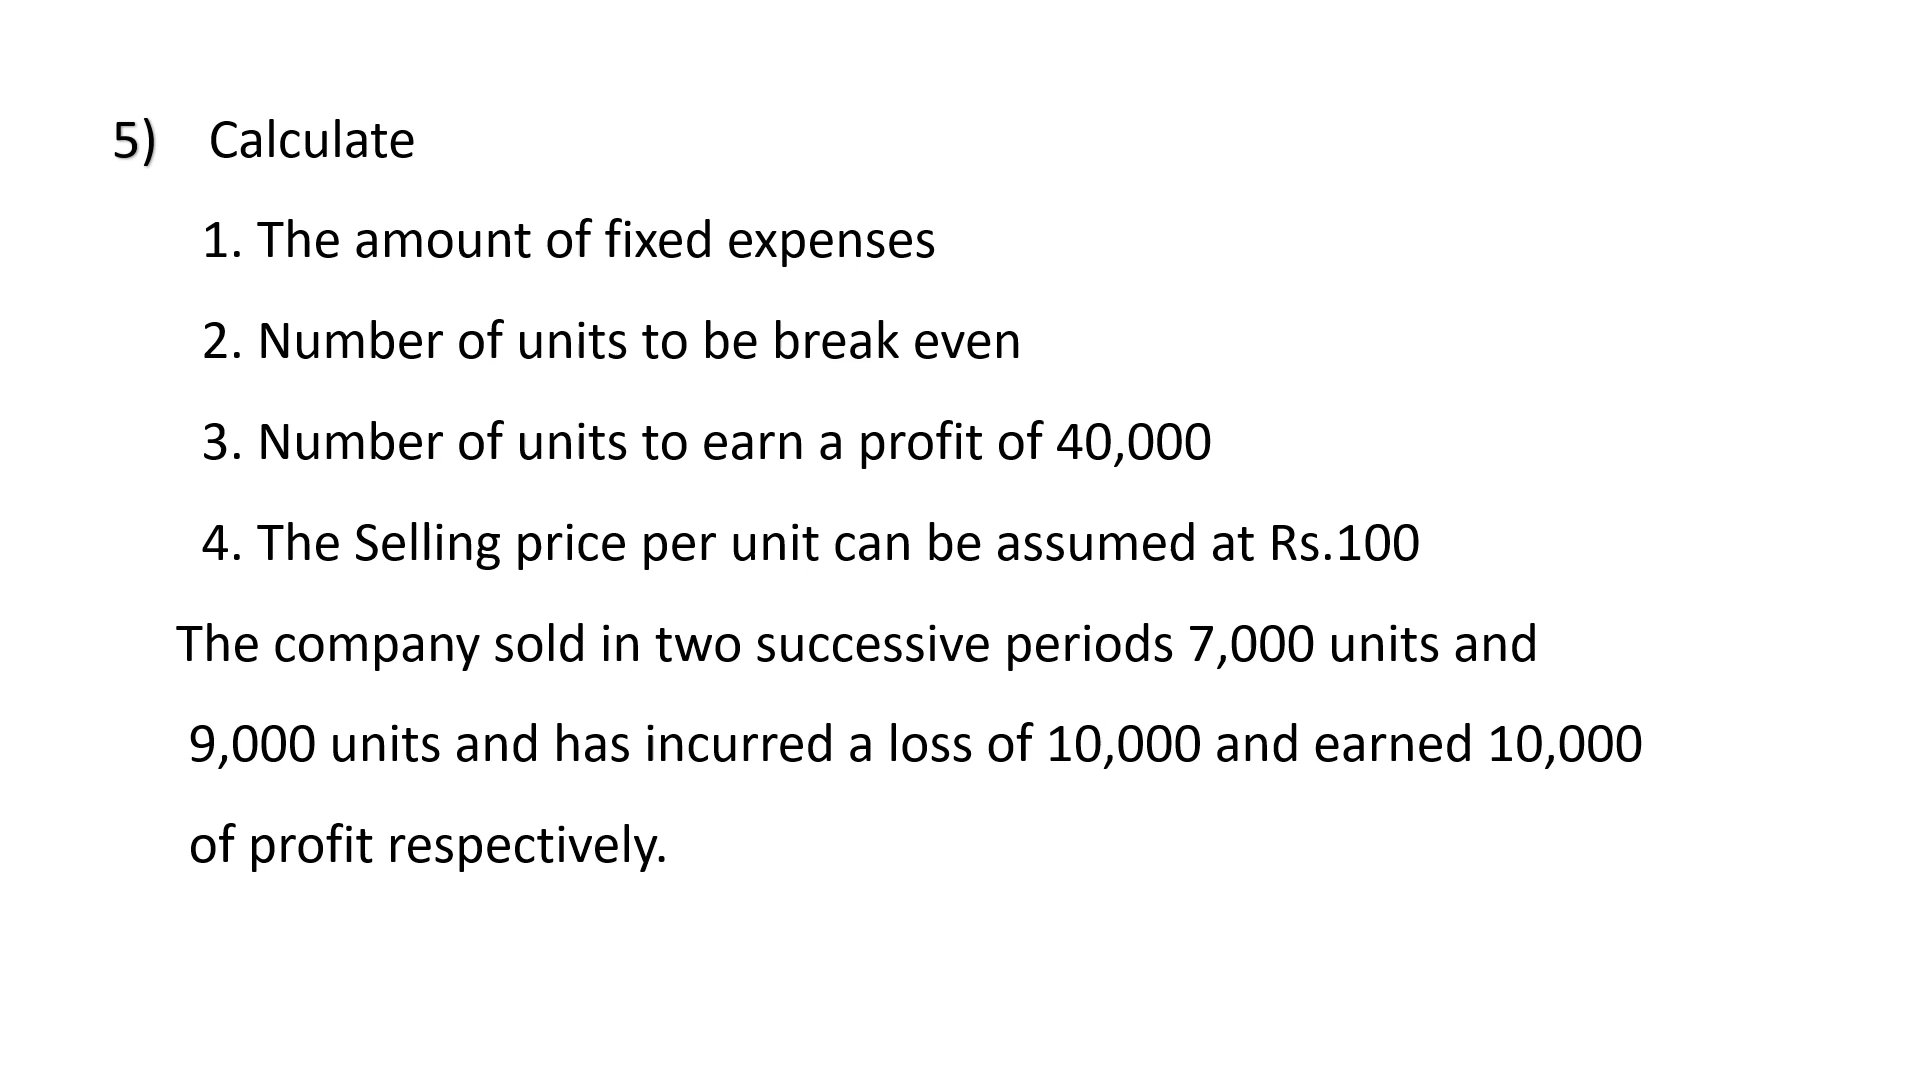 5) Calculate
1. The amount of fixed expenses
2. Number of units to be break even
3. Number of units to earn a profit of 40,000
4. The Selling price per unit can be assumed at Rs.100
The company sold in two successive periods 7,000 units and
9,000 units and has incurred a loss of 10,000 and earned 10,000
of profit respectively.